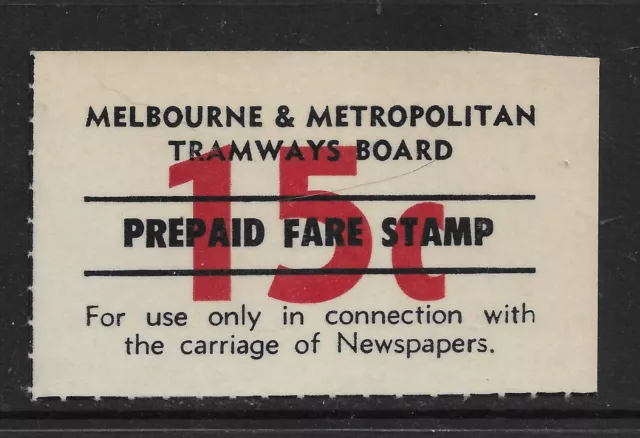 MELBOURNE & METROPOLITAN
TRAMWAYS BOARD
15c
PREPAID FARE STAMP
For use only in connection with
the carriage of Newspapers.